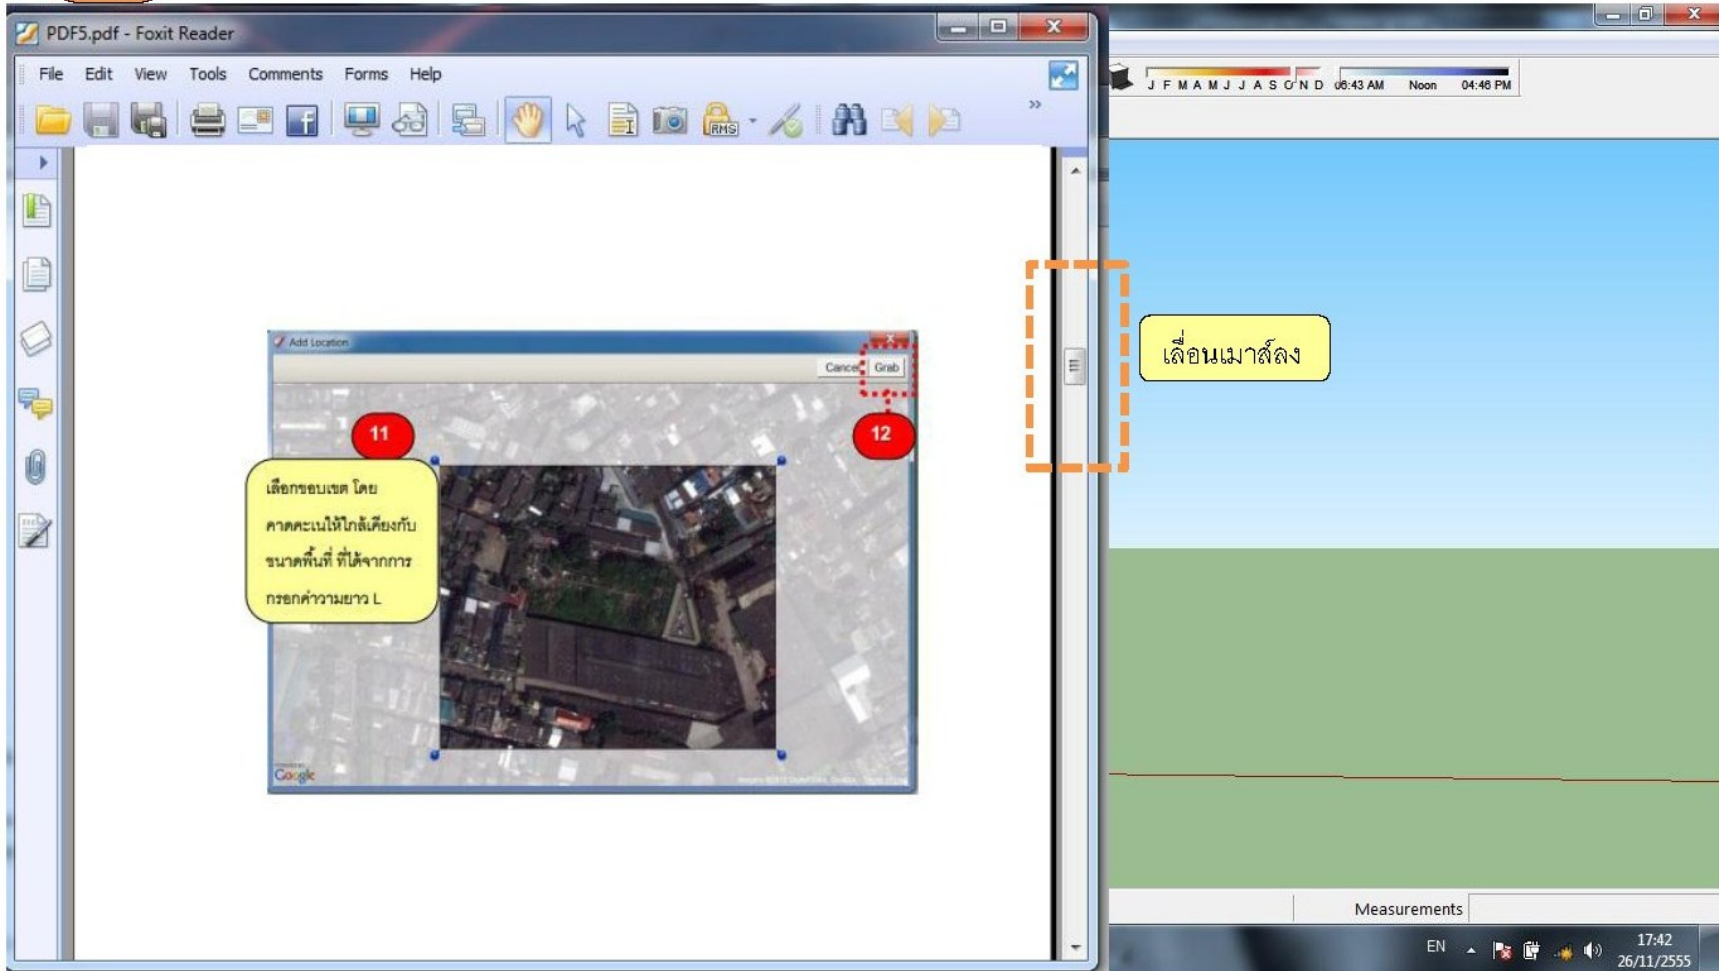 PDF5.pdf - Foxit Reader
File Edit View Tools Comments Forms Help
RMS
J F M A M J J A S O N D 06:43 AM Noon 04:46 PM
เลื่อนเมาส์ลง
Add Location
Cancel Grab
11
12
เลือกขอบเขต โดย
คาดคะเนให้ใกล้เคียงกับ
ขนาดพื้นที่ ที่ได้จากการ
กรอกค่าวามยาว L
Google
Measurements
EN
17:42
26/11/2555